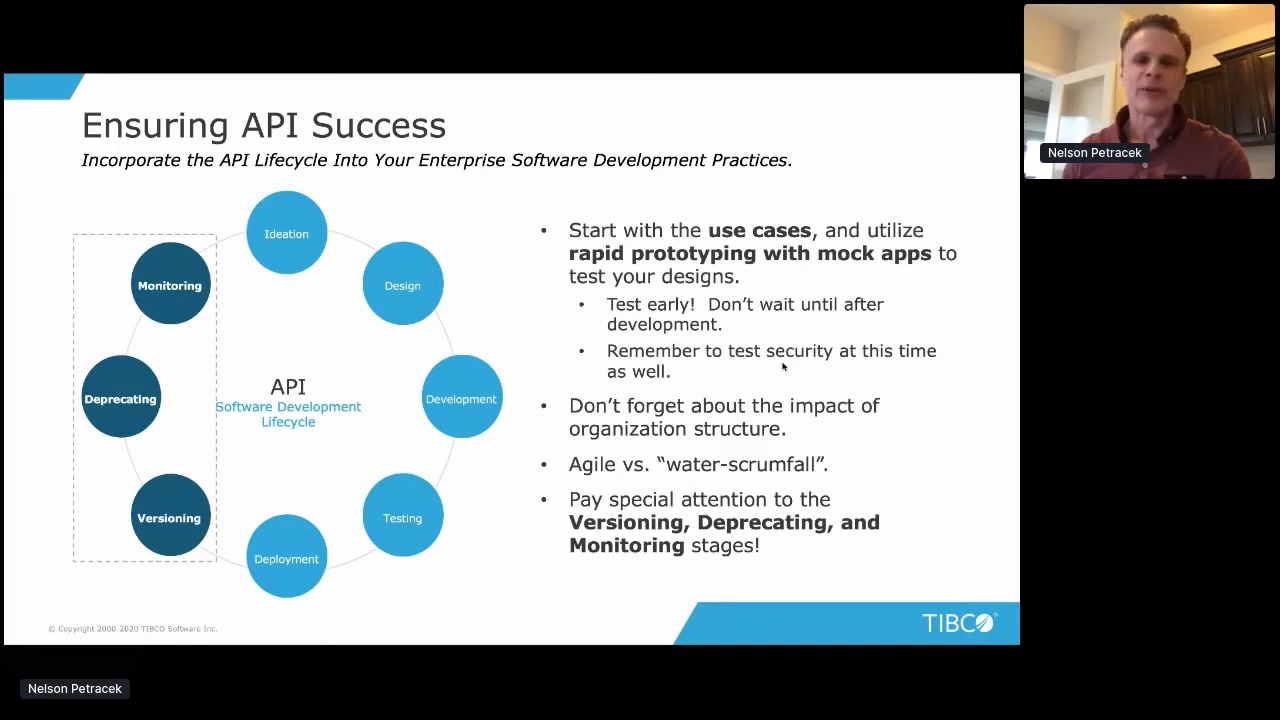 Ensuring API Success
Incorporate the API Lifecycle Into Your Enterprise Software Development Practices.
Ideation
Monitoring
Design
Deprecating
API
Software Development
Lifecycle
Development
Versioning
Testing
Deployment
• Start with the use cases, and utilize
rapid prototyping with mock apps to
test your designs.
• Test early! Don’t wait until after
development.
• Remember to test security at this time
as well.
• Don’t forget about the impact of
organization structure.
• Agile vs. “water-scrumfall”.
• Pay special attention to the
Versioning, Deprecating, and
Monitoring stages!
© Copyright 2000-2020 TIBCO Software Inc.
TIBCO®
Nelson Petracek
Nelson Petracek